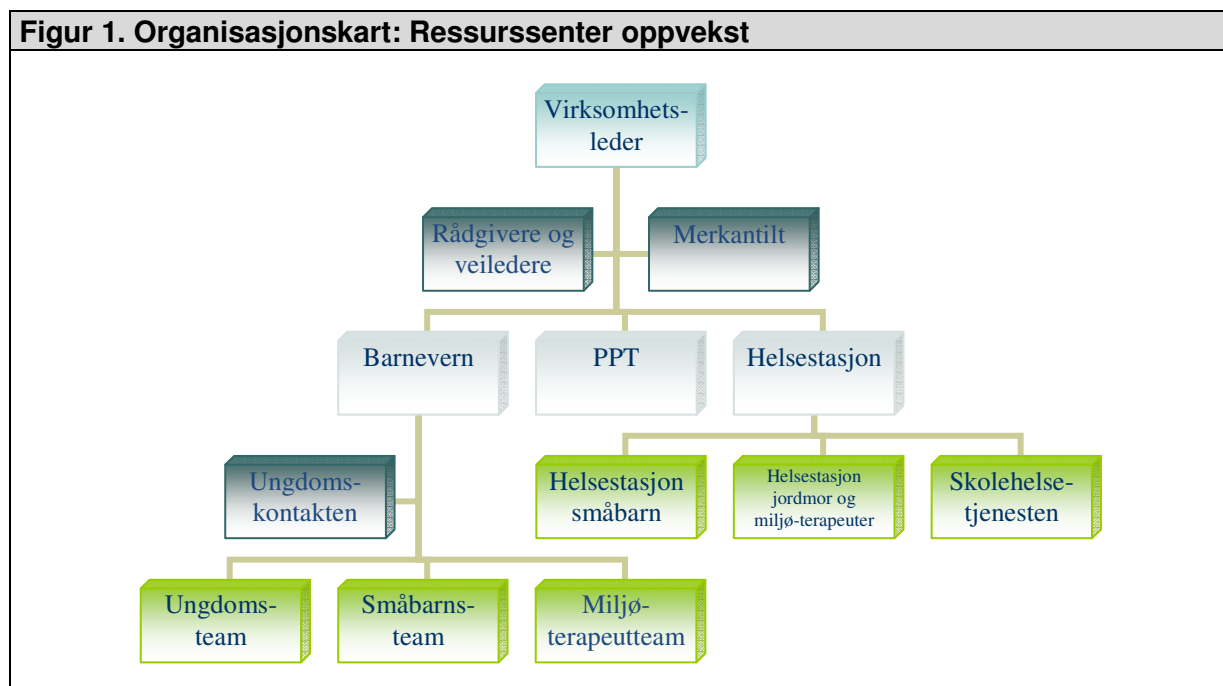 Figur 1. Organisasjonskart: Ressurssenter oppvekst
Virksomhets-
leder
Rådgivere og
veiledere
Merkantilt
Barnevern
PPT
Helsestasjon
Ungdoms-
kontakten
Helsestasjon
småbarn
Helsestasjon
jordmor og
miljø-terapeuter
Skolehelse-
tjenesten
Ungdoms-
team
Småbarns-
team
Miljø-
terapeutteam